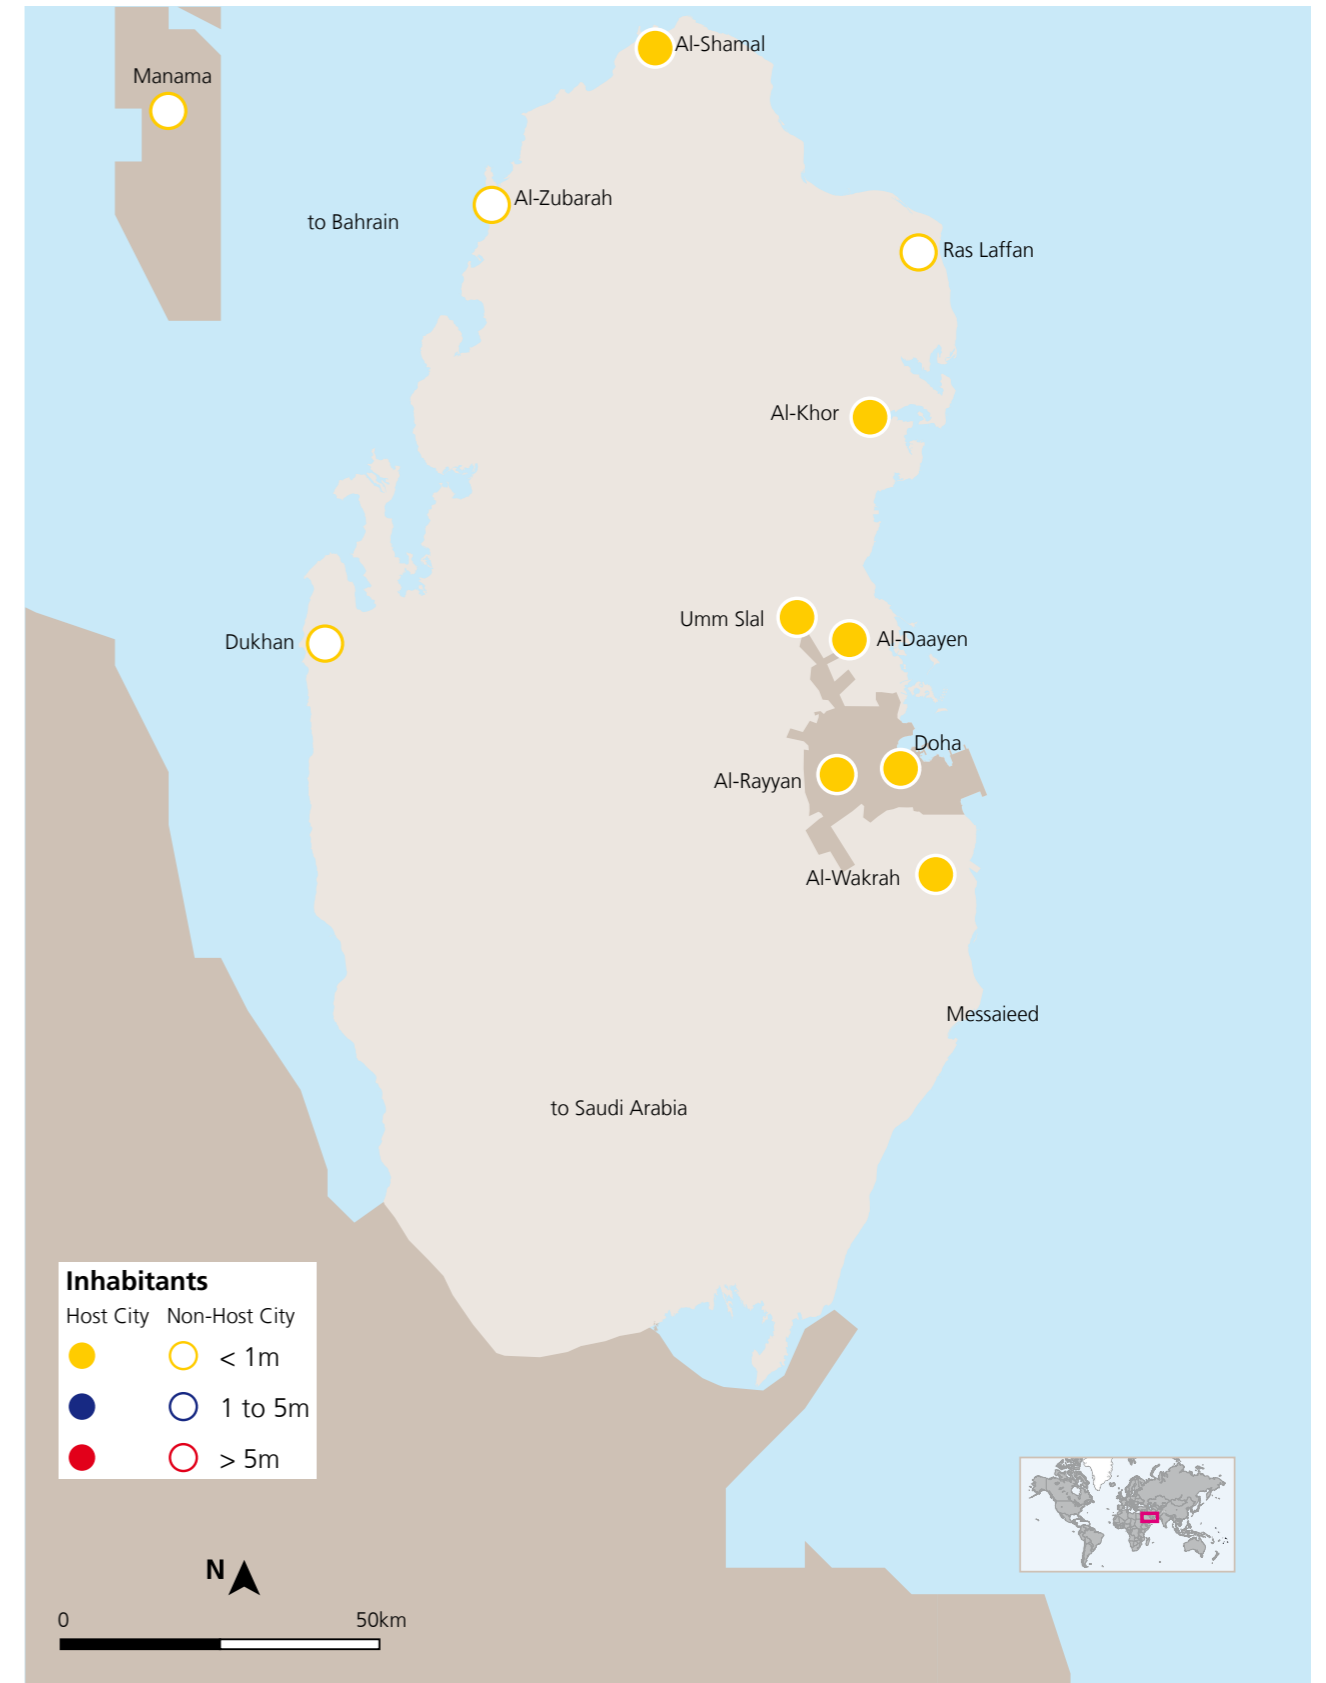 Al-Shamal
Manama
Al-Zubarah
to Bahrain
Ras Laffan
Al-Khor
Umm Slal
Al-Daayen
Dukhan
Doha
Al-Rayyan
Al-Wakrah
Messaieed
to Saudi Arabia
Inhabitants
Host City Non-Host City
< 1m
1 to 5m
> 5m
N
0 50km